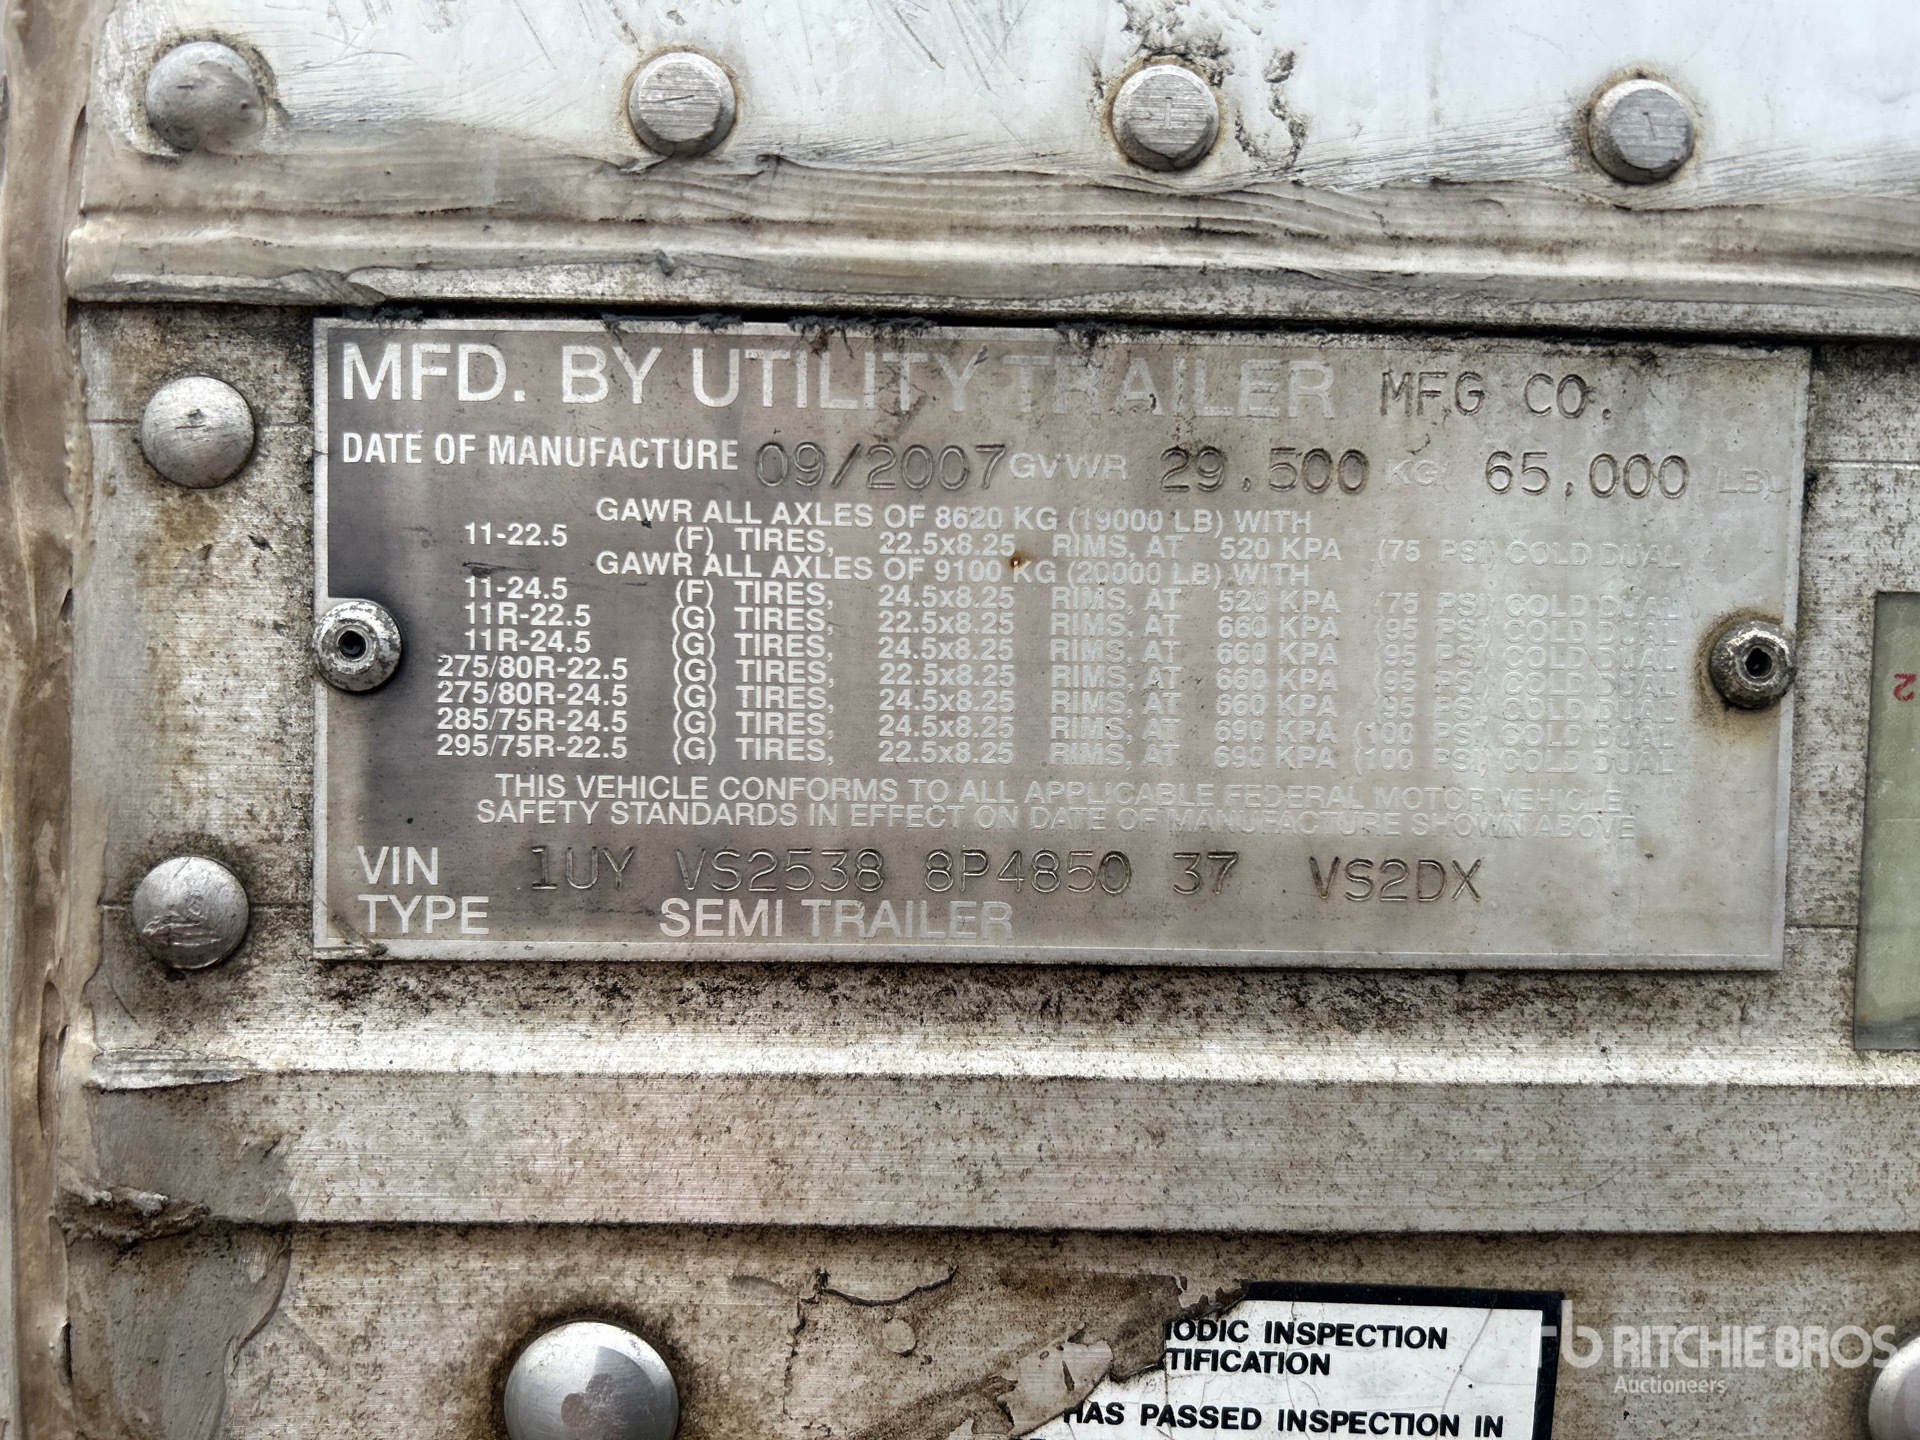 MFD. BY UTILITY TRAILER MFG CO.
DATE OF MANUFACTURE 09/2007 GVWR 29,500 KG( 65,000 LB)
GAWR ALL AXLES OF 8620 KG (19000 LB) WITH
11-22.5 (F) TIRES, 22.5x8.25 RIMS, AT 520 KPA (75 PSI) COLD DUAL
GAWR ALL AXLES OF 9100 KG (20000 LB) WITH
11-24.5 (F) TIRES, 24.5x8.25 RIMS, AT 520 KPA (75 PSI) COLD DUAL
11R-22.5 (G) TIRES, 22.5x8.25 RIMS, AT 660 KPA (95 PSI) COLD DUAL
11R-24.5 (G) TIRES, 24.5x8.25 RIMS, AT 660 KPA (95 PSI) COLD DUAL
275/80R-22.5 (G) TIRES, 22.5x8.25 RIMS, AT 660 KPA (95 PSI) COLD DUAL
275/80R-24.5 (G) TIRES, 24.5x8.25 RIMS, AT 660 KPA (95 PSI) COLD DUAL
285/75R-24.5 (G) TIRES, 24.5x8.25 RIMS, AT 690 KPA (100 PSI) COLD DUAL
295/75R-22.5 (G) TIRES, 22.5x8.25 RIMS, AT 690 KPA (100 PSI) COLD DUAL
THIS VEHICLE CONFORMS TO ALL APPLICABLE FEDERAL MOTOR VEHICLE
SAFETY STANDARDS IN EFFECT ON DATE OF MANUFACTURE SHOWN ABOVE
VIN 1UY VS2538 8P4850 37 VS2DX
TYPE SEMI TRAILER
2
IODIC INSPECTION
TIFICATION
HAS PASSED INSPECTION IN
rb RITCHIE BROS
Auctioneers